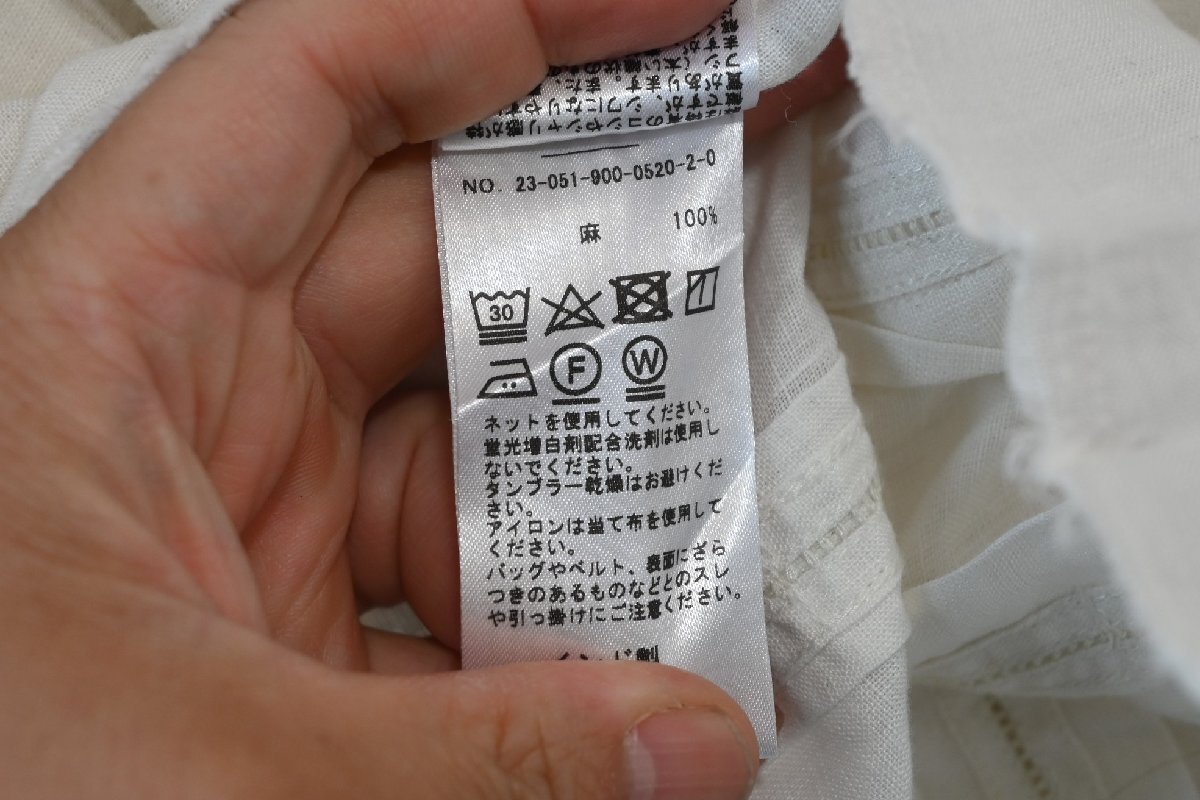 NO. 23-051-900-0520-2-0
麻 100%
30
F W
ネットを使用してください。
蛍光増白剤配合洗剤は使用し
ないでください。
タンブラー乾燥はお避けくだ
さい。
アイロンは当て布を使用して
ください。
バッグやベルト、表面にざら
つきのあるものなどとのスレ
や引っ掛けにご注意ください。